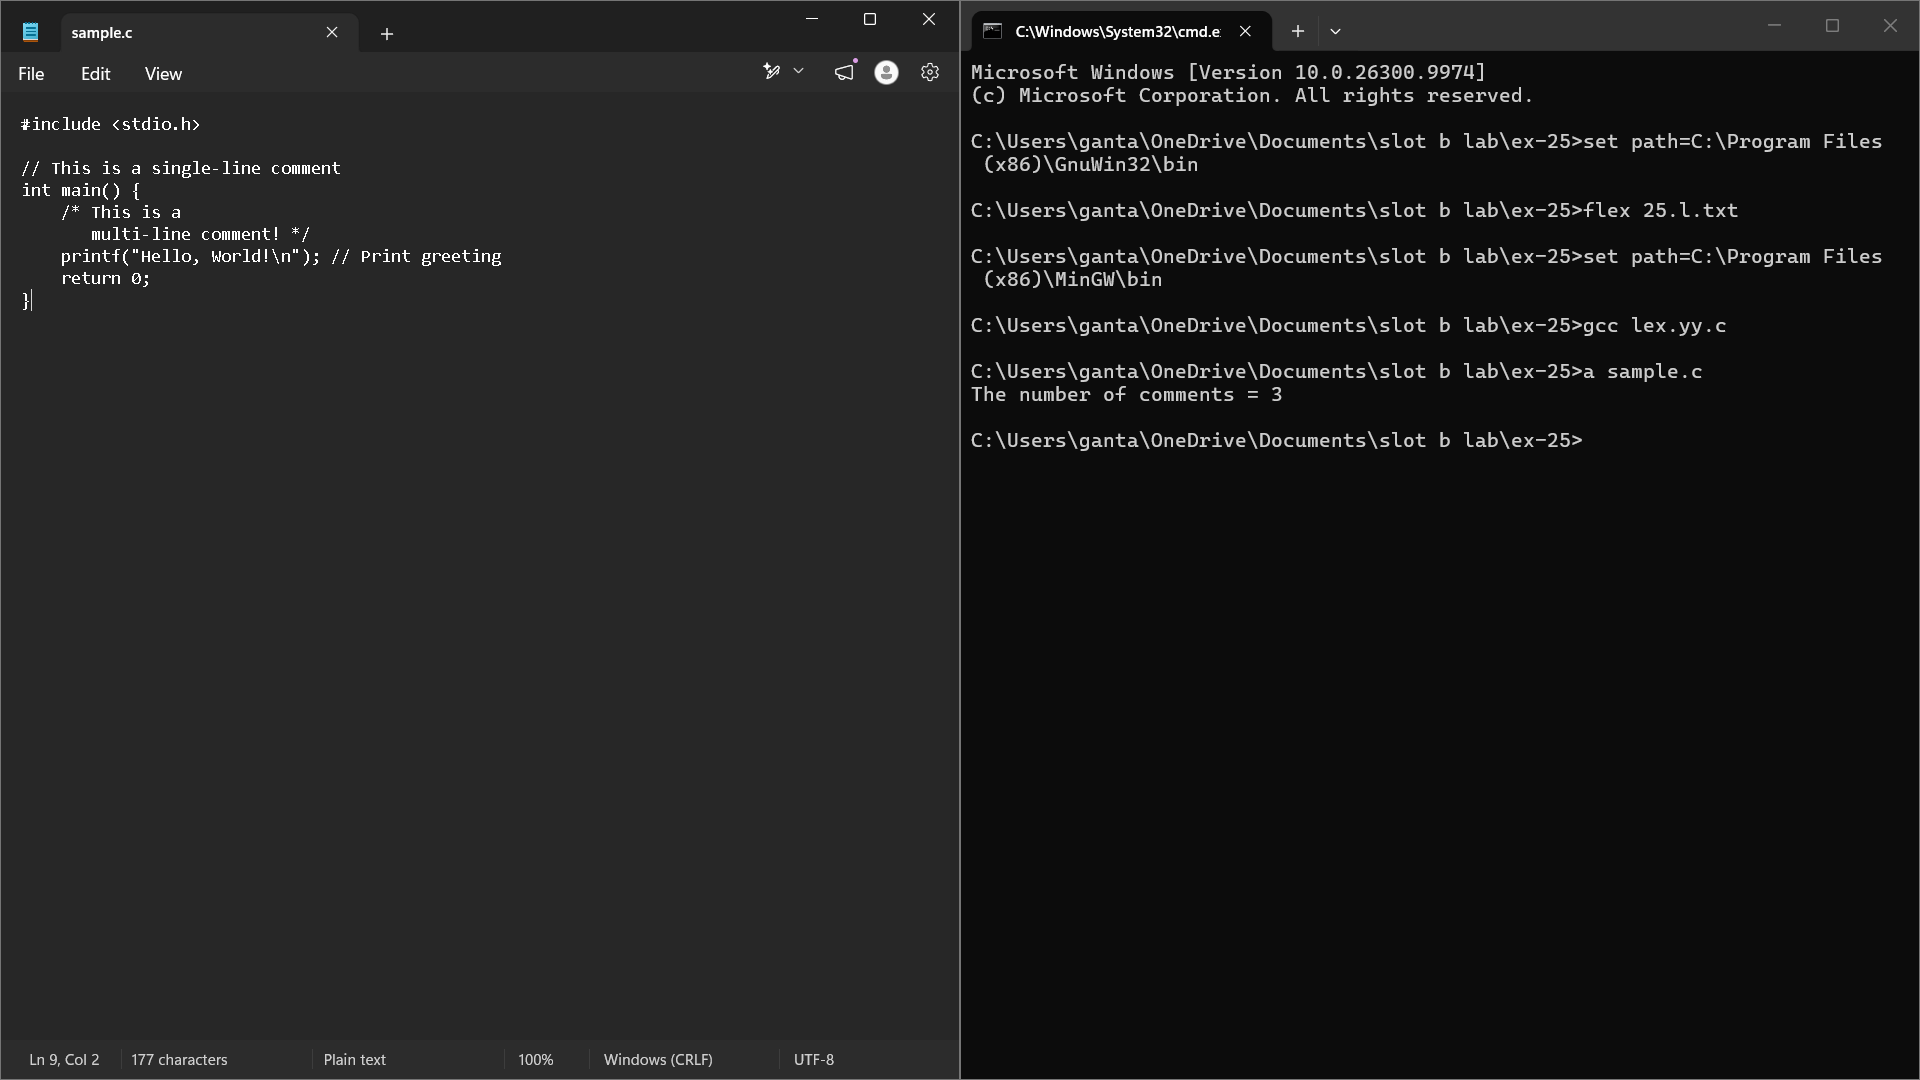 sample.c
File Edit View
#include <stdio.h>
// This is a single-line comment
int main() {
    /* This is a
       multi-line comment! */
    printf("Hello, World!\n"); // Print greeting
    return 0;
}
Ln 9, Col 2 177 characters Plain text 100% Windows (CRLF) UTF-8
C:\Windows\System32\cmd.e
Microsoft Windows [Version 10.0.26300.9974]
(c) Microsoft Corporation. All rights reserved.
C:\Users\ganta\OneDrive\Documents\slot b lab\ex-25>set path=C:\Program Files
 (x86)\GnuWin32\bin
C:\Users\ganta\OneDrive\Documents\slot b lab\ex-25>flex 25.l.txt
C:\Users\ganta\OneDrive\Documents\slot b lab\ex-25>set path=C:\Program Files
 (x86)\MinGW\bin
C:\Users\ganta\OneDrive\Documents\slot b lab\ex-25>gcc lex.yy.c
C:\Users\ganta\OneDrive\Documents\slot b lab\ex-25>a sample.c
The number of comments = 3
C:\Users\ganta\OneDrive\Documents\slot b lab\ex-25>